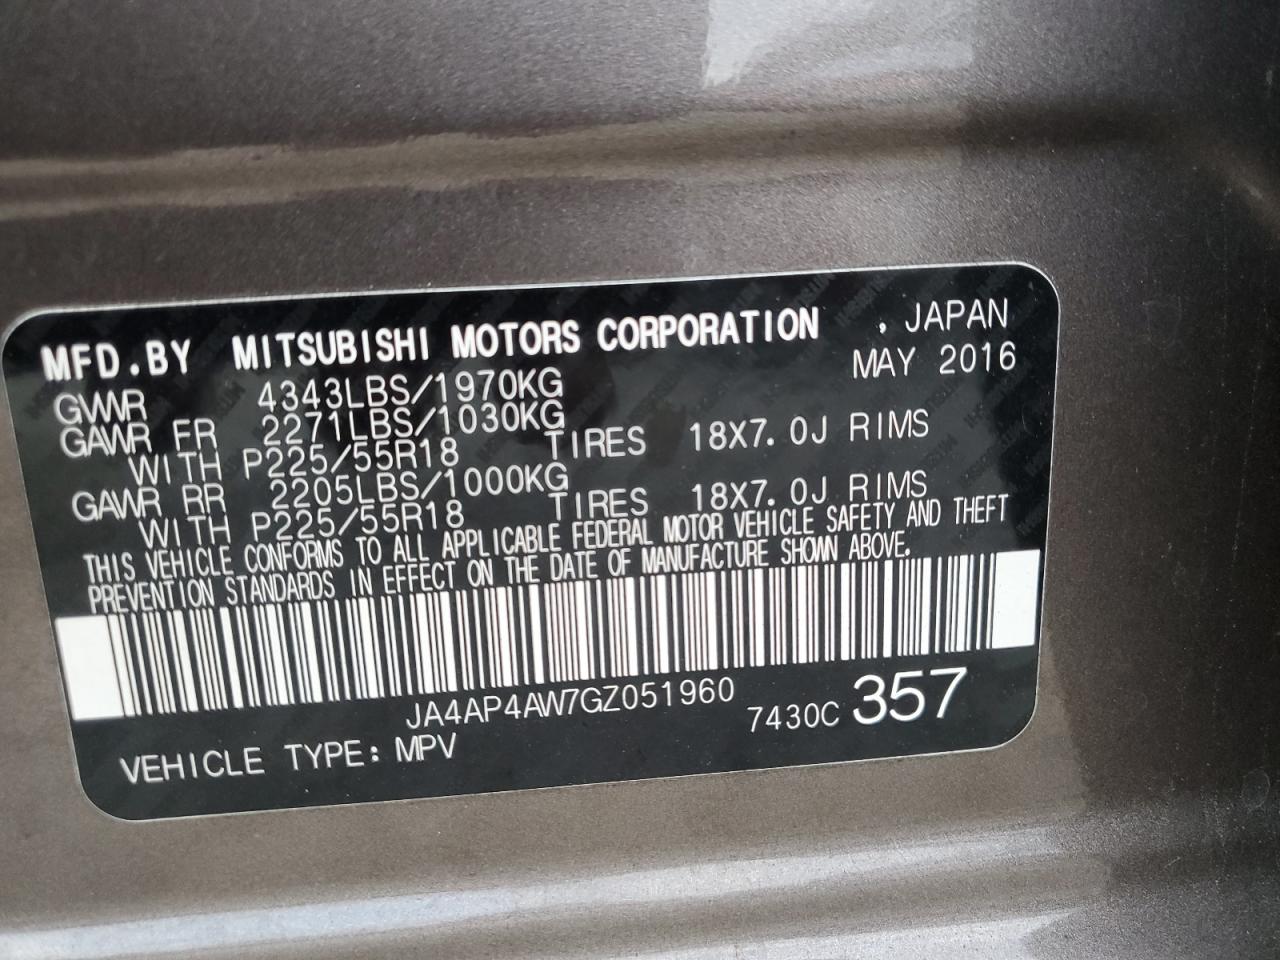 MFD.BY MITSUBISHI MOTORS CORPORATION , JAPAN
MAY 2016
GVWR 4343LBS/1970KG
GAWR FR 2271LBS/1030KG
WITH P225/55R18 TIRES 18X7.0J RIMS
GAWR RR 2205LBS/1000KG
WITH P225/55R18 TIRES 18X7.0J RIMS
THIS VEHICLE CONFORMS TO ALL APPLICABLE FEDERAL MOTOR VEHICLE SAFETY AND THEFT
PREVENTION STANDARDS IN EFFECT ON THE DATE OF MANUFACTURE SHOWN ABOVE.
JA4AP4AW7GZ051960 7430C 357
VEHICLE TYPE: MPV